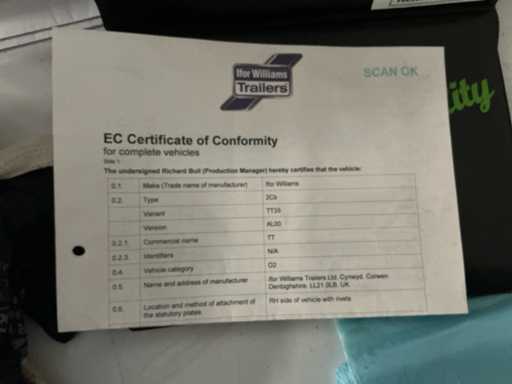 Ifor Williams
Trailers
SCAN OK
ity
EC Certificate of Conformity
for complete vehicles
Side 1
The undersigned Richard Bull (Production Manager) hereby certifies that the vehicle:
0.1. Make (Trade name of manufacturer) Ifor Williams
0.2. Type 2Cb
Variant TT35
Version
0.2.1. Commercial name TT
0.2.3. Identifiers N/A
0.4. Vehicle category O2
0.5. Name and address of manufacturer Ifor Williams Trailers Ltd, Cynwyd, Corwen
Denbighshire, LL21 0LB, UK
0.6. Location and method of attachment of RH side of vehicle with rivets
the statutory plates